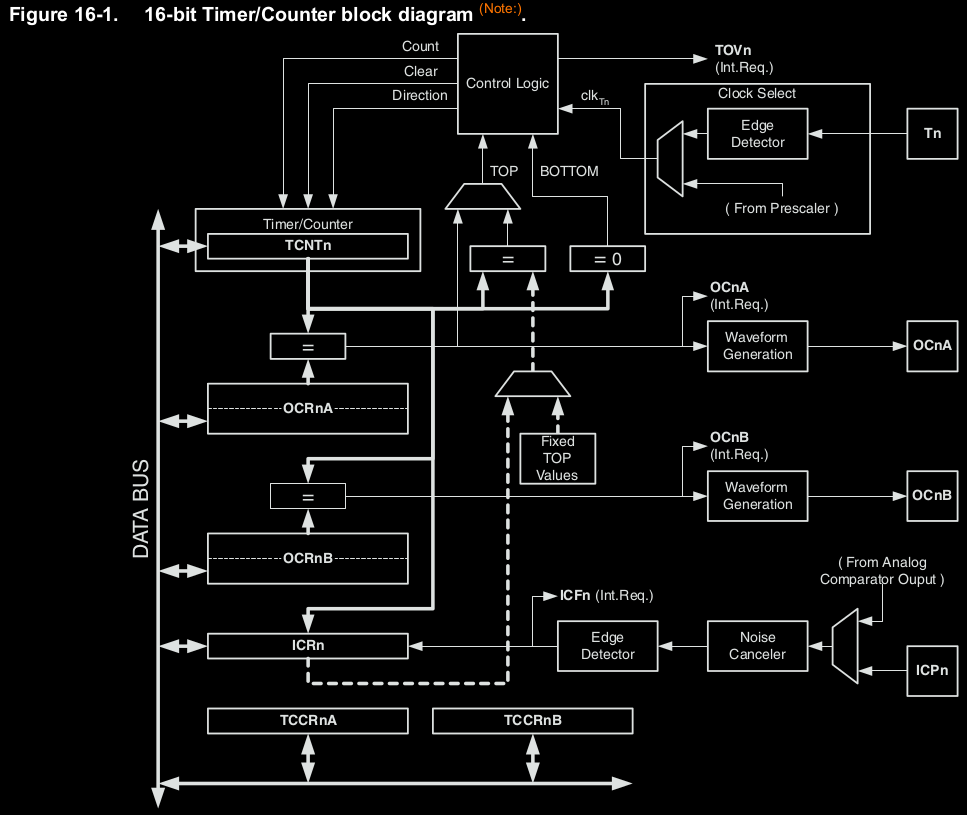 Figure 16-1. 16-bit Timer/Counter block diagram (Note:).
Count
Clear
Direction
Control Logic
TOVn
(Int.Req.)
clkTn
Clock Select
Edge
Detector
Tn
( From Prescaler )
TOP
BOTTOM
Timer/Counter
TCNTn
=
= 0
OCnA
(Int.Req.)
=
Waveform
Generation
OCnA
OCRnA
Fixed
TOP
Values
OCnB
(Int.Req.)
=
Waveform
Generation
OCnB
DATA BUS
OCRnB
( From Analog
Comparator Ouput )
ICFn (Int.Req.)
ICRn
Edge
Detector
Noise
Canceler
ICPn
TCCRnA
TCCRnB